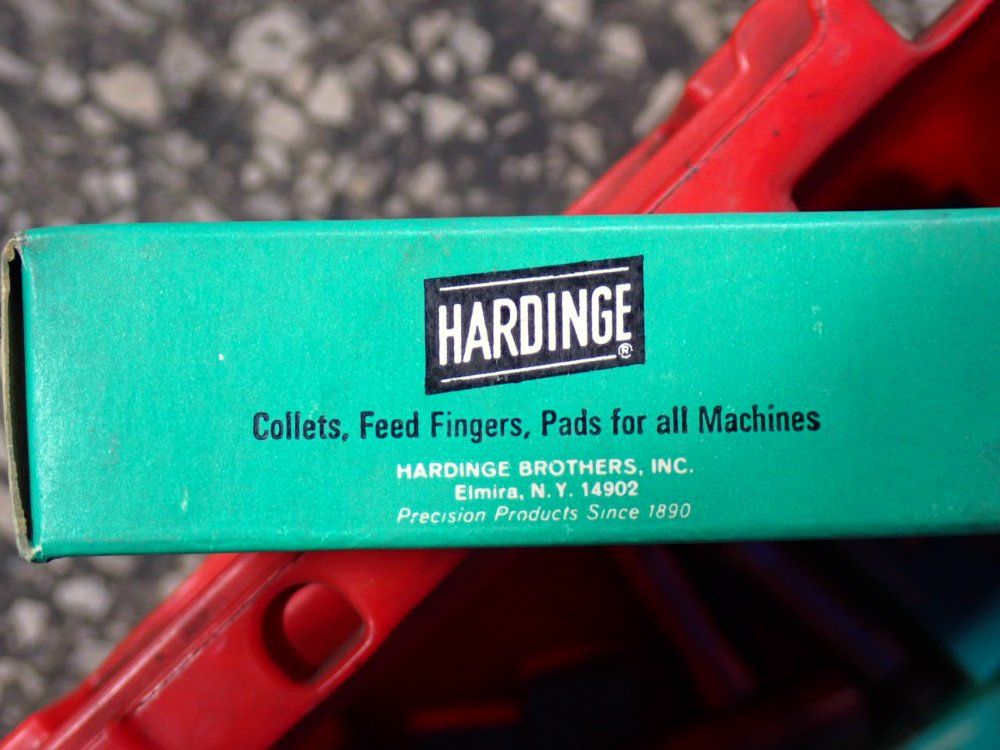 HARDINGE®
Collets, Feed Fingers, Pads for all Machines
HARDINGE BROTHERS, INC.
Elmira, N.Y. 14902
Precision Products Since 1890